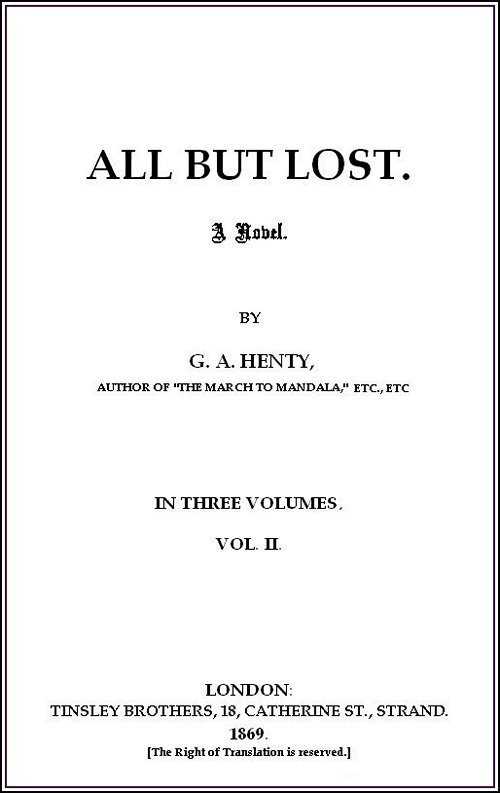 ALL BUT LOST.
A Novel.
BY
G. A. HENTY,
AUTHOR OF "THE MARCH TO MANDALA," ETC., ETC
IN THREE VOLUMES,
VOL. II.
LONDON:
TINSLEY BROTHERS, 18, CATHERINE ST., STRAND.
1869.
[The Right of Translation is reserved.]